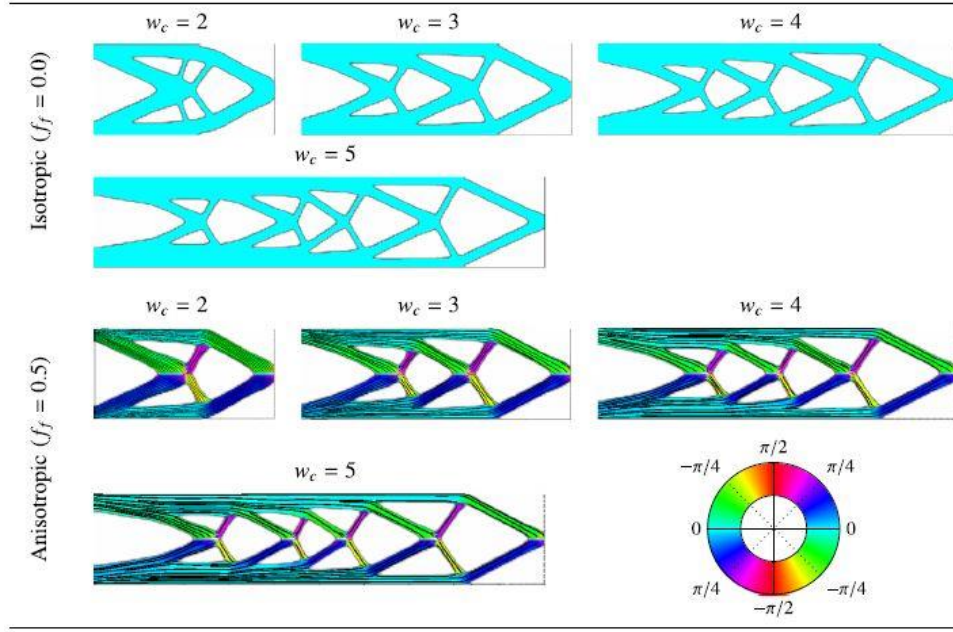 w_c = 2
w_c = 3
w_c = 4
Isotropic (f_f = 0.0)
w_c = 5
w_c = 2
w_c = 3
w_c = 4
Anisotropic (f_f = 0.5)
w_c = 5
π/2
−π/4
π/4
0
0
π/4
−π/4
−π/2